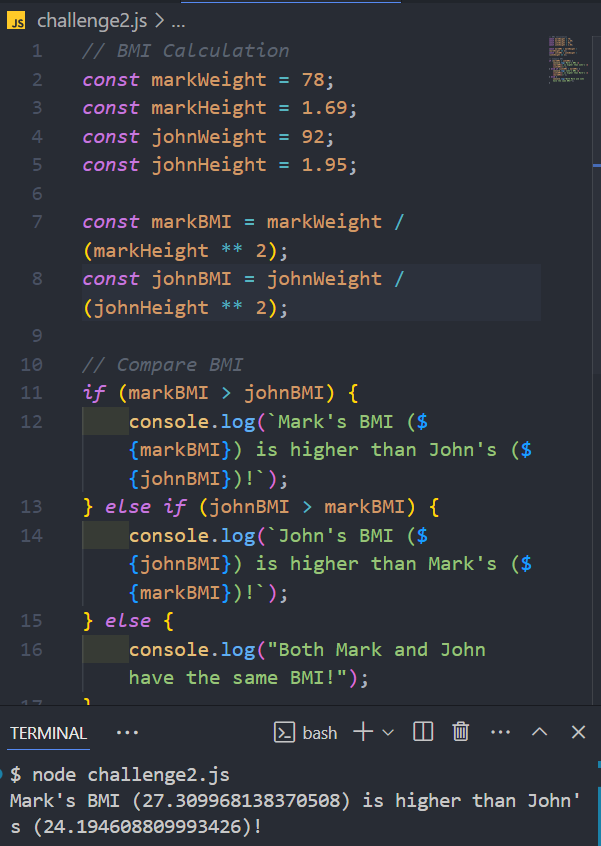 JS challenge2.js > ...
1 // BMI Calculation
2 const markWeight = 78;
3 const markHeight = 1.69;
4 const johnWeight = 92;
5 const johnHeight = 1.95;
6
7 const markBMI = markWeight /
(markHeight ** 2);
8 const johnBMI = johnWeight /
(johnHeight ** 2);
9
10 // Compare BMI
11 if (markBMI > johnBMI) {
12 console.log(`Mark's BMI ($
{markBMI}) is higher than John's ($
{johnBMI})!`);
13 } else if (johnBMI > markBMI) {
14 console.log(`John's BMI ($
{johnBMI}) is higher than Mark's ($
{markBMI})!`);
15 } else {
16 console.log("Both Mark and John
have the same BMI!");
17 }
TERMINAL ... bash ...
$ node challenge2.js
Mark's BMI (27.309968138370508) is higher than John'
s (24.194608809993426)!